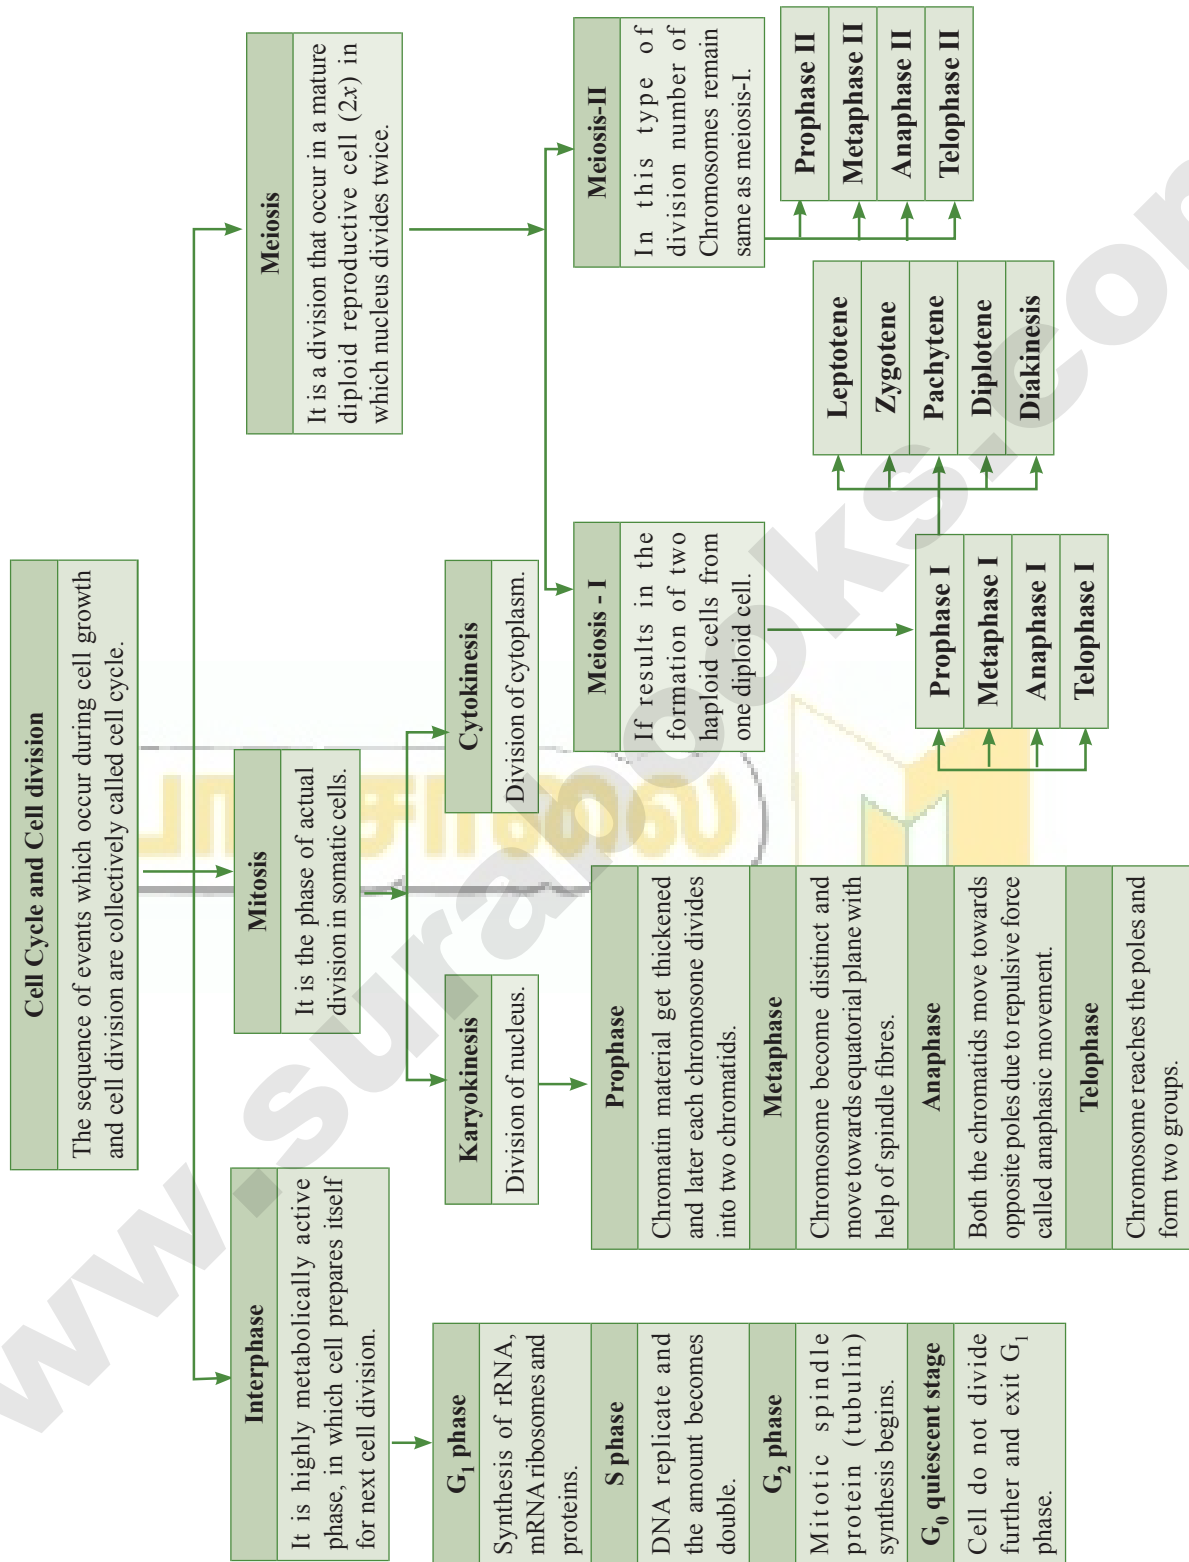 Cell Cycle and Cell division
The sequence of events which occur during cell growth
and cell division are collectively called cell cycle.
Interphase
It is highly metabolically active
phase, in which cell prepares itself
for next cell division.
G₁ phase
Synthesis of rRNA,
mRNA ribosomes and
proteins.
S phase
DNA replicate and
the amount becomes
double.
G₂ phase
Mitotic spindle
protein (tubulin)
synthesis begins.
G₀ quiescent stage
Cell do not divide
further and exit G₁
phase.
Mitosis
It is the phase of actual
division in somatic cells.
Karyokinesis
Division of nucleus.
Prophase
Chromatin material get thickened
and later each chromosone divides
into two chromatids.
Metaphase
Chromosome become distinct and
move towards equatorial plane with
help of spindle fibres.
Anaphase
Both the chromatids move towards
opposite poles due to repulsive force
called anaphasic movement.
Telophase
Chromosome reaches the poles and
form two groups.
Cytokinesis
Division of cytoplasm.
Meiosis
It is a division that occur in a mature
diploid reproductive cell (2x) in
which nucleus divides twice.
Meiosis - I
If results in the
formation of two
haploid cells from
one diploid cell.
Prophase I
Metaphase I
Anaphase I
Telophase I
Leptotene
Zygotene
Pachytene
Diplotene
Diakinesis
Meiosis-II
In this type of
division number of
Chromosomes remain
same as meiosis-I.
Prophase II
Metaphase II
Anaphase II
Telophase II
www.surabooks.com
பாசாலை